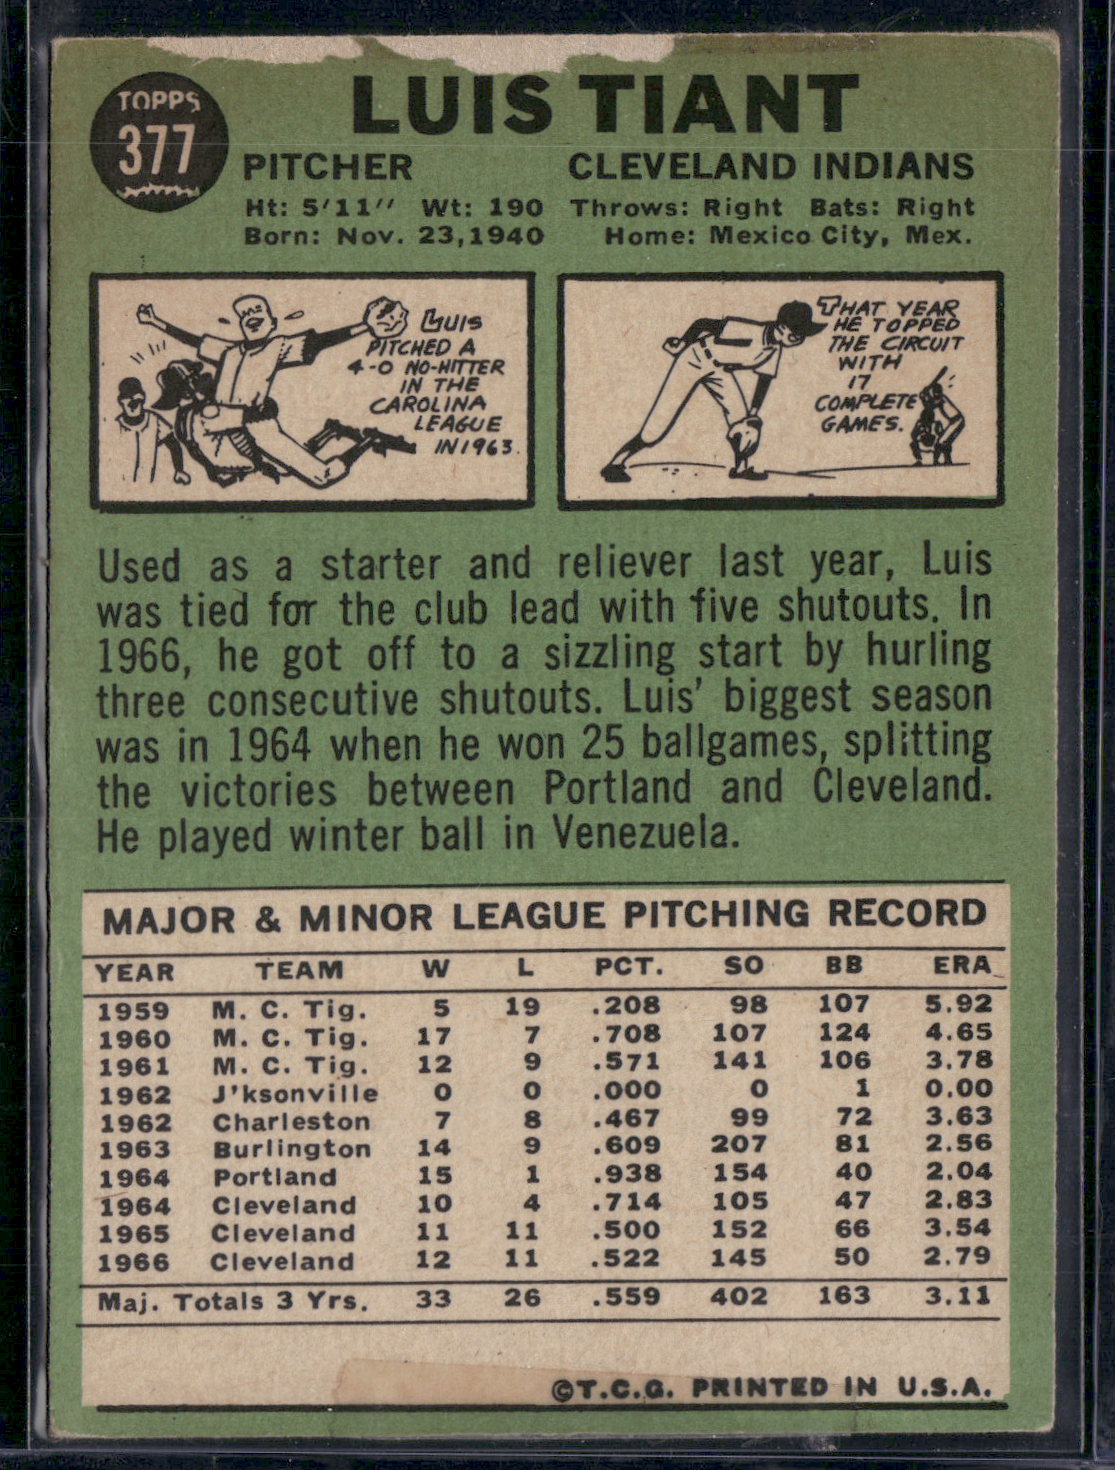 TOPPS
377
LUIS TIANT
PITCHER CLEVELAND INDIANS
Ht: 5'11" Wt: 190 Throws: Right Bats: Right
Born: Nov. 23, 1940 Home: Mexico City, Mex.
LUIS
PITCHED A
4-0 NO-HITTER
IN THE
CAROLINA
LEAGUE
IN 1963.
THAT YEAR
HE TOPPED
THE CIRCUIT
WITH
17
COMPLETE
GAMES.
Used as a starter and reliever last year, Luis
was tied for the club lead with five shutouts. In
1966, he got off to a sizzling start by hurling
three consecutive shutouts. Luis' biggest season
was in 1964 when he won 25 ballgames, splitting
the victories between Portland and Cleveland.
He played winter ball in Venezuela.
MAJOR & MINOR LEAGUE PITCHING RECORD
YEAR TEAM W L PCT. SO BB ERA
1959 M. C. Tig. 5 19 .208 98 107 5.92
1960 M. C. Tig. 17 7 .708 107 124 4.65
1961 M. C. Tig. 12 9 .571 141 106 3.78
1962 J'ksonville 0 0 .000 0 1 0.00
1962 Charleston 7 8 .467 99 72 3.63
1963 Burlington 14 9 .609 207 81 2.56
1964 Portland 15 1 .938 154 40 2.04
1964 Cleveland 10 4 .714 105 47 2.83
1965 Cleveland 11 11 .500 152 66 3.54
1966 Cleveland 12 11 .522 145 50 2.79
Maj. Totals 3 Yrs. 33 26 .559 402 163 3.11
©T.C.G. PRINTED IN U.S.A.